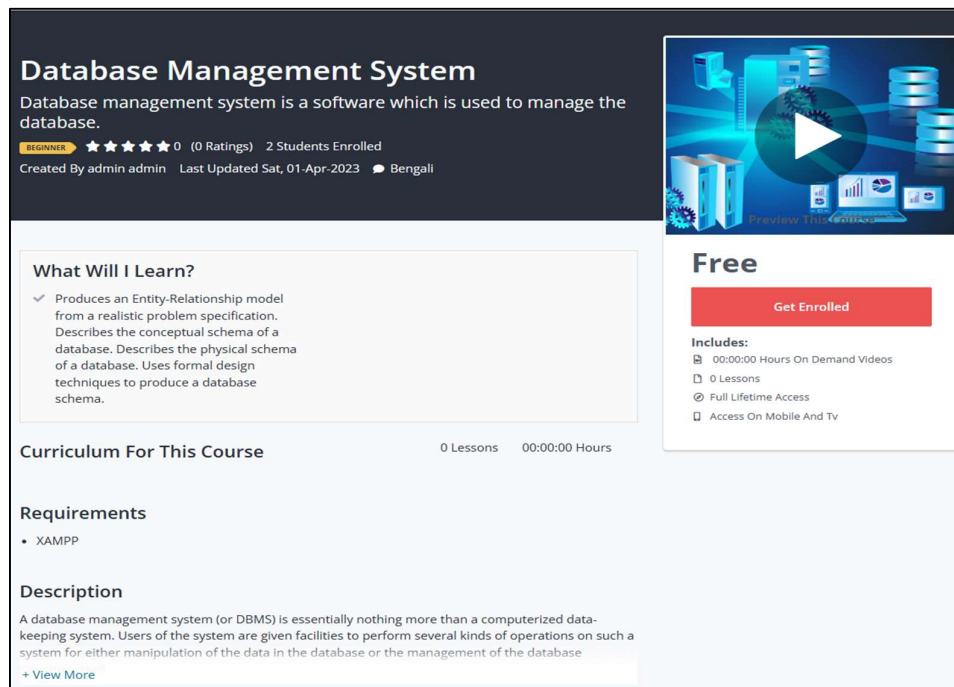 Database Management System
Database management system is a software which is used to manage the
database.
BEGINNER 0 (0 Ratings) 2 Students Enrolled
Created By admin admin Last Updated Sat, 01-Apr-2023 Bengali
Preview This Course
What Will I Learn?
Produces an Entity-Relationship model
from a realistic problem specification.
Describes the conceptual schema of a
database. Describes the physical schema
of a database. Uses formal design
techniques to produce a database
schema.
Free
Get Enrolled
Includes:
00:00:00 Hours On Demand Videos
0 Lessons
Full Lifetime Access
Access On Mobile And Tv
Curriculum For This Course 0 Lessons 00:00:00 Hours
Requirements
• XAMPP
Description
A database management system (or DBMS) is essentially nothing more than a computerized data-
keeping system. Users of the system are given facilities to perform several kinds of operations on such a
system for either manipulation of the data in the database or the management of the database
+ View More